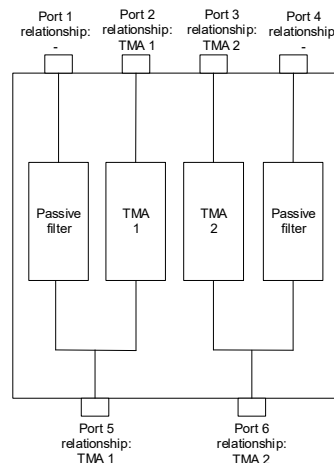 Port 1
relationship:
-
Port 2
relationship:
TMA 1
Port 3
relationship:
TMA 2
Port 4
relationship:
-
Passive
filter
TMA
1
TMA
2
Passive
filter
Port 5
relationship:
TMA 1
Port 6
relationship:
TMA 2